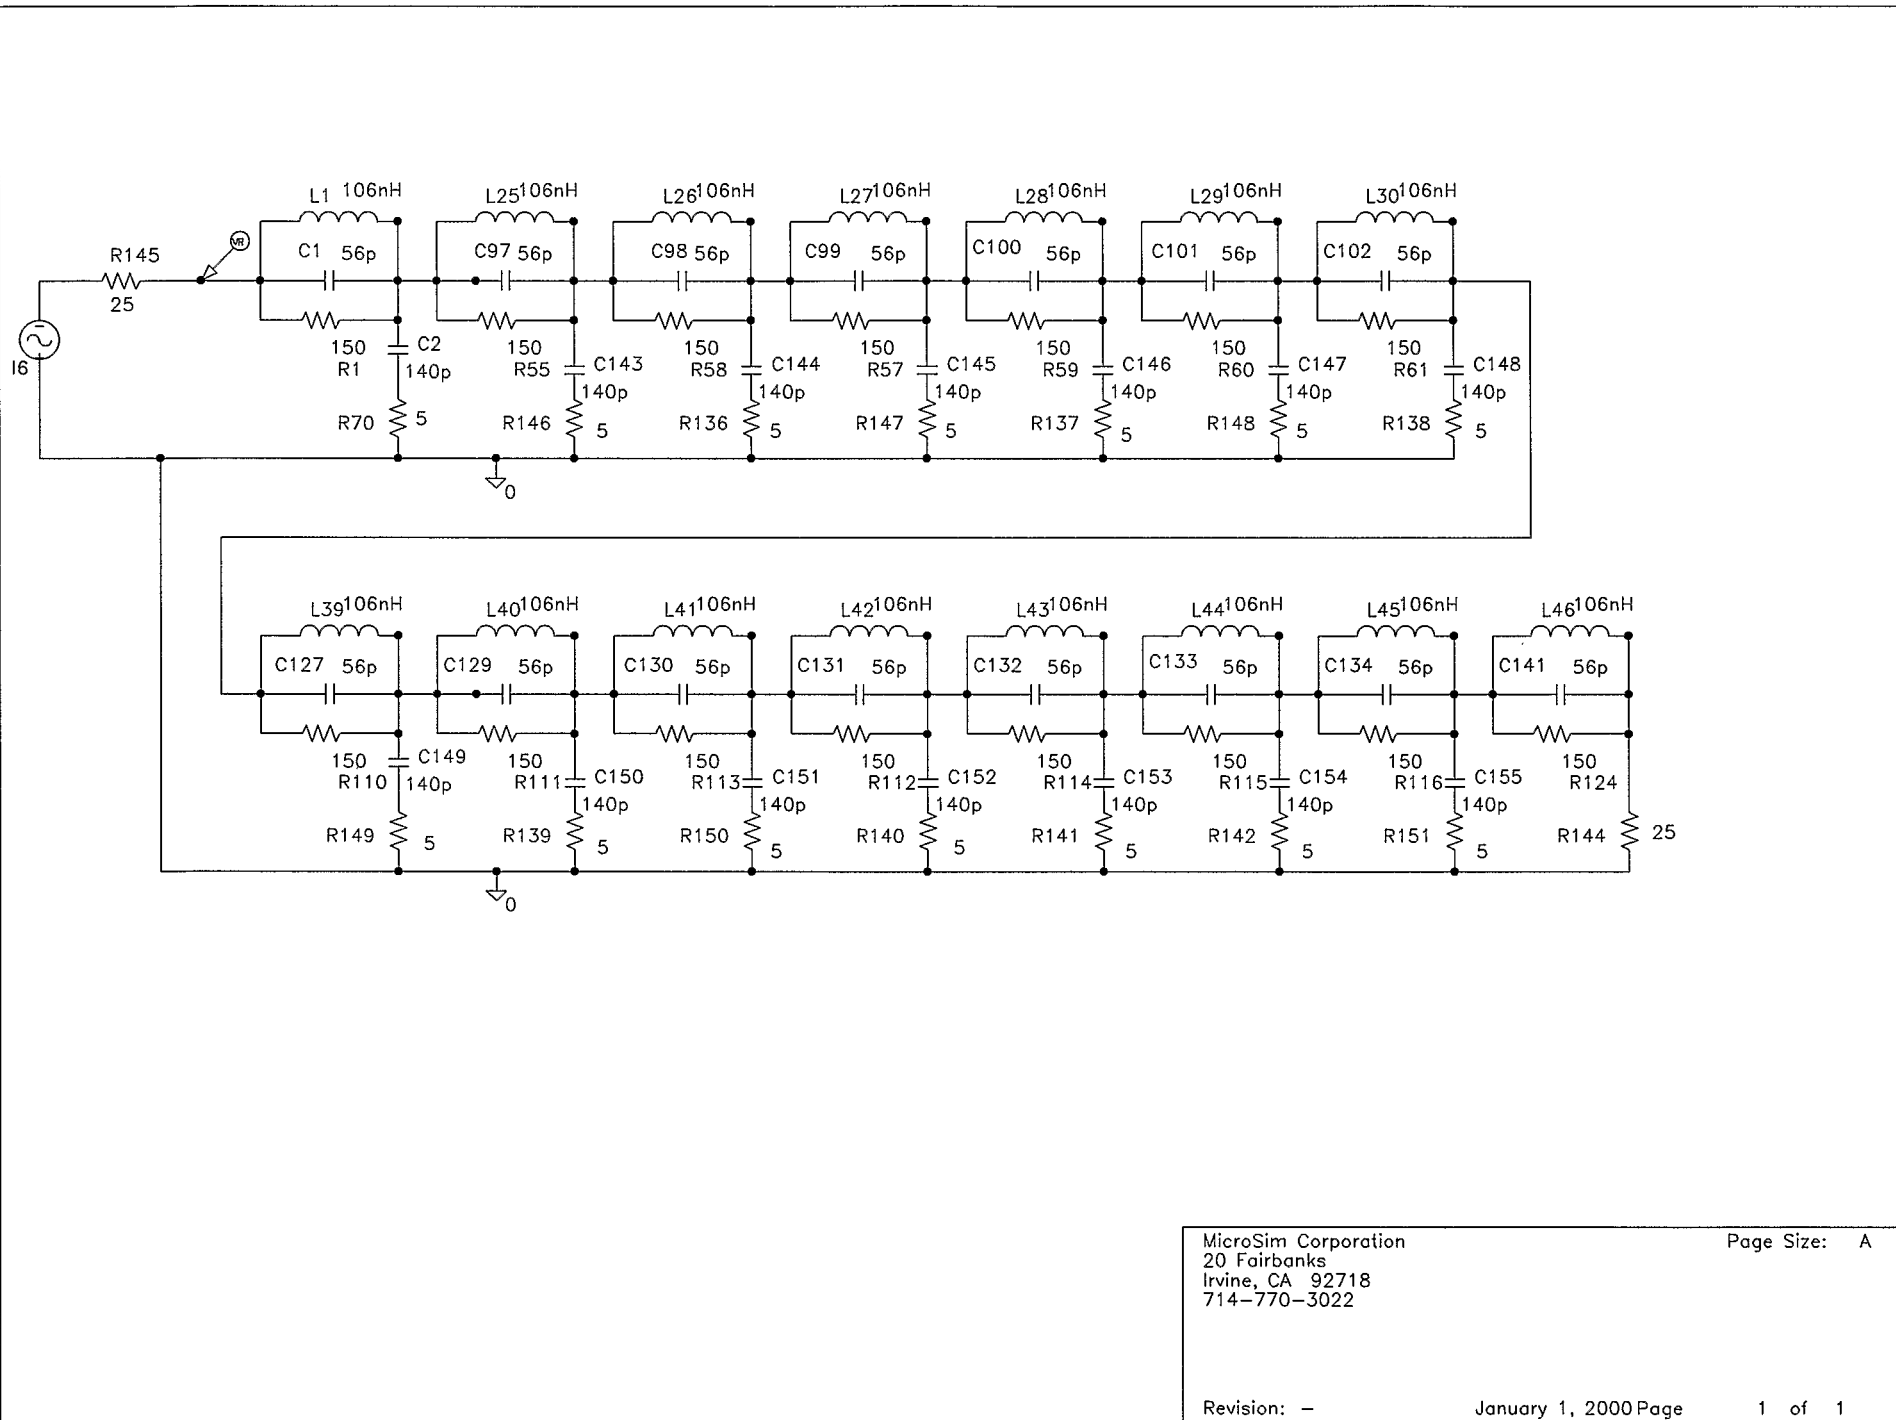 L1 106nH L25 106nH L26 106nH L27 106nH L28 106nH L29 106nH L30 106nH
VR
R145 C1 56p C97 56p C98 56p C99 56p C100 56p C101 56p C102 56p
25
I6
150 C2 150 150 150 150 150 150
R1 140p R55 C143 R58 C144 R57 C145 R59 C146 R60 C147 R61 C148
140p 140p 140p 140p 140p 140p
R70 5 R146 5 R136 5 R147 5 R137 5 R148 5 R138 5
0
L39 106nH L40 106nH L41 106nH L42 106nH L43 106nH L44 106nH L45 106nH L46 106nH
C127 56p C129 56p C130 56p C131 56p C132 56p C133 56p C134 56p C141 56p
150 C149 150 150 150 150 150 150 150
R110 140p R111 C150 R113 C151 R112 C152 R114 C153 R115 C154 R116 C155 R124
140p 140p 140p 140p 140p 140p
R149 5 R139 5 R150 5 R140 5 R141 5 R142 5 R151 5 R144 25
0
MicroSim Corporation Page Size: A
20 Fairbanks
Irvine, CA 92718
714-770-3022
Revision: - January 1, 2000 Page 1 of 1